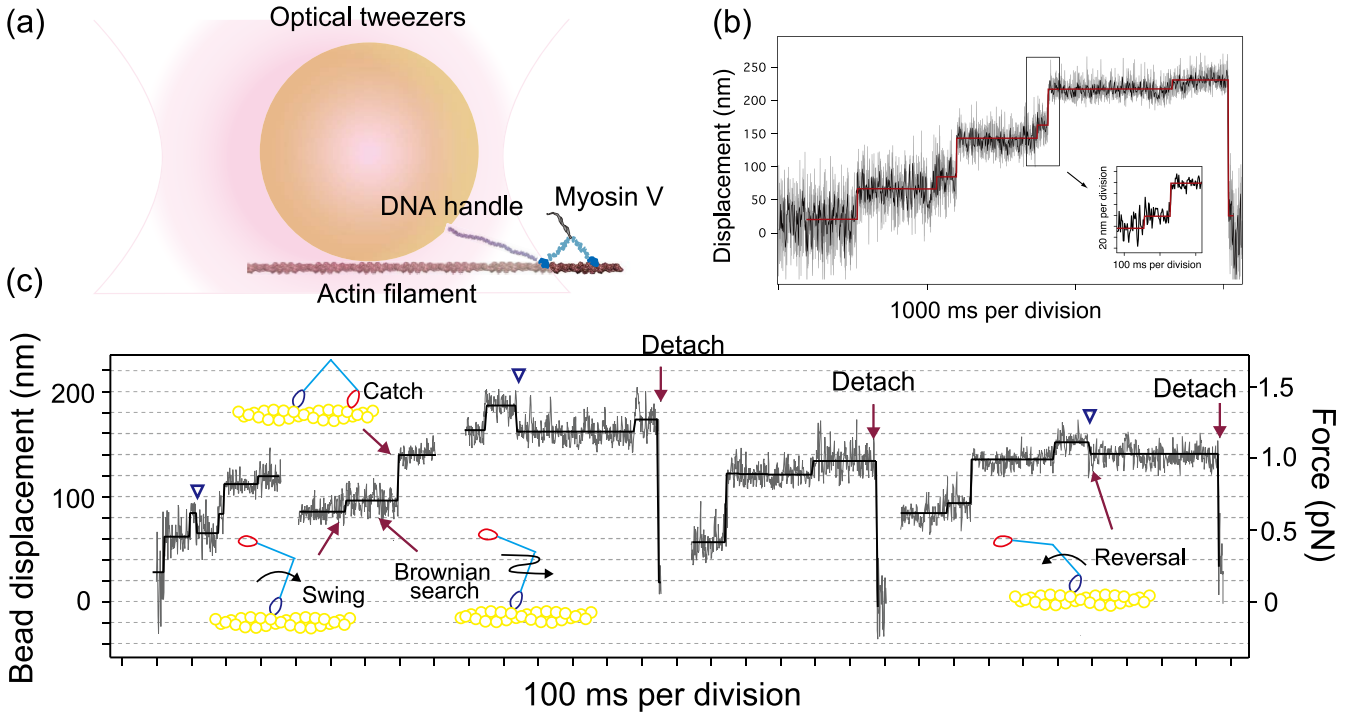 (a)
Optical tweezers
DNA handle
Myosin V
Actin filament
(b)
Displacement (nm)
250
200
150
100
50
0
20 nm per division
100 ms per division
1000 ms per division
(c)
Bead displacement (nm)
200
100
0
Catch
Swing
Brownian
search
Detach
Detach
Detach
Reversal
1.5
1.0
0.5
0
Force (pN)
100 ms per division